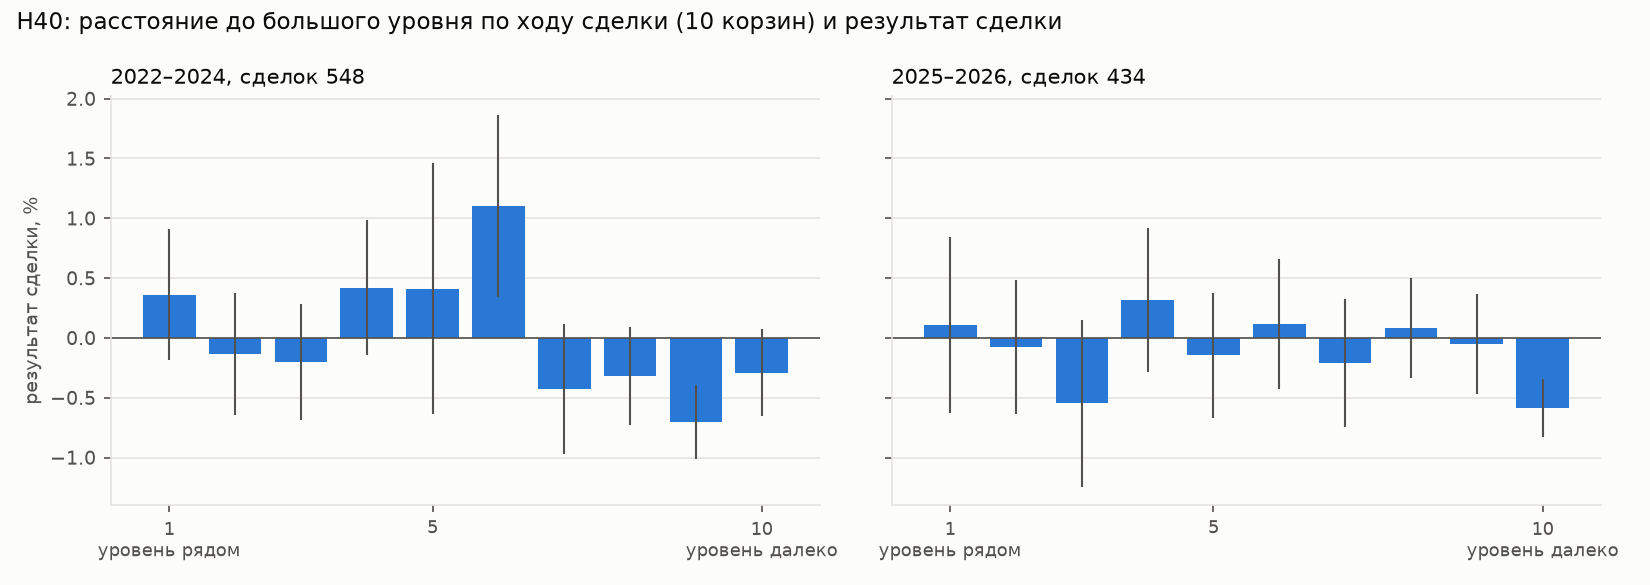 H40: расстояние до большого уровня по ходу сделки (10 корзин) и результат сделки
2022–2024, сделок 548
2025–2026, сделок 434
результат сделки, %
2.0
1.5
1.0
0.5
0.0
−0.5
−1.0
1
5
10
уровень рядом
уровень далеко
1
5
10
уровень рядом
уровень далеко